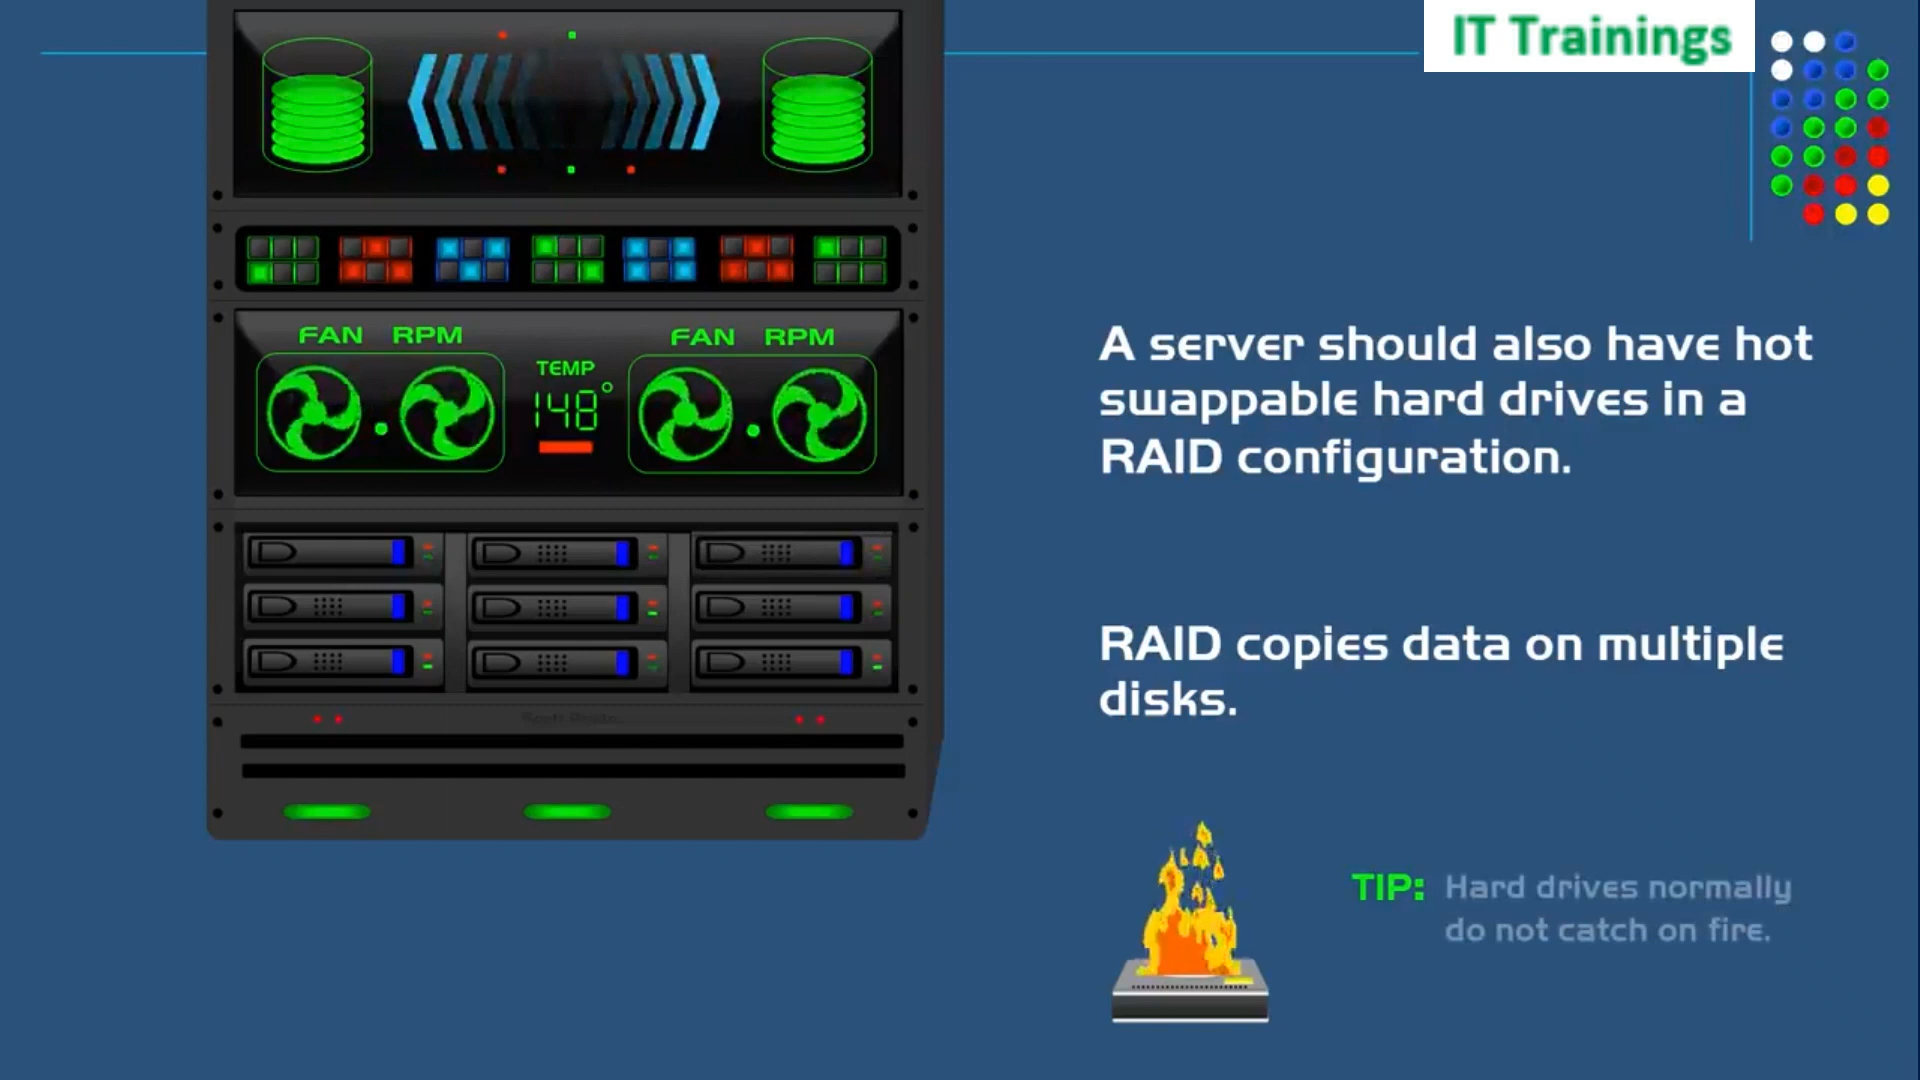 IT Trainings
FAN RPM
FAN RPM
TEMP
148°
A server should also have hot
swappable hard drives in a
RAID configuration.
RAID copies data on multiple
disks.
TIP: Hard drives normally
do not catch on fire.